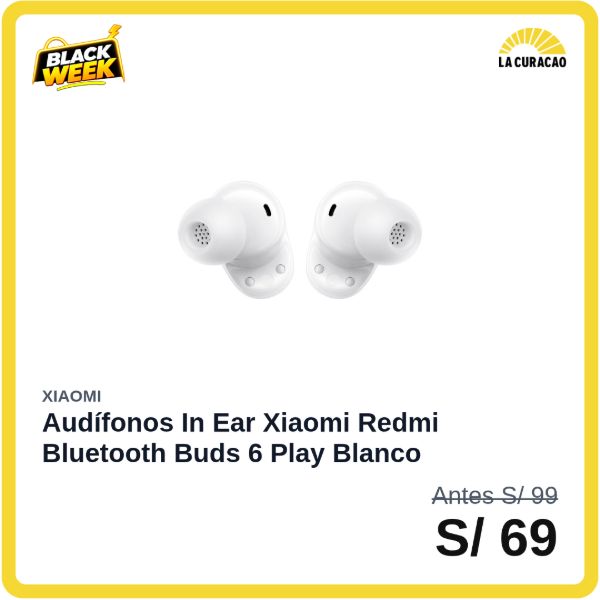 BLACK
WEEK
LA CURACAO
XIAOMI
Audífonos In Ear Xiaomi Redmi
Bluetooth Buds 6 Play Blanco
Antes S/ 99
S/ 69